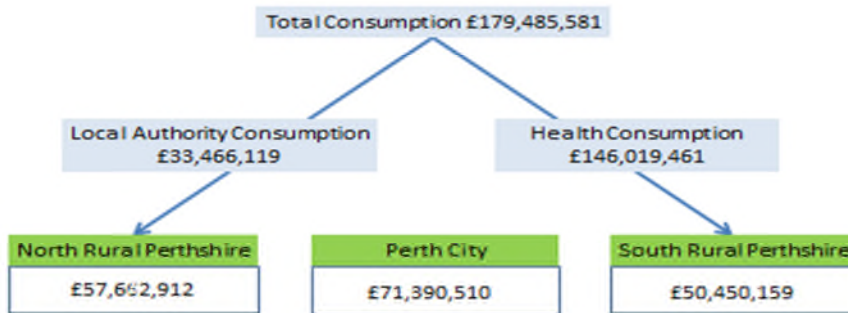 Total Consumption £179,485,581
Local Authority Consumption
£33,466,119
Health Consumption
£146,019,461
North Rural Perthshire
Perth City
South Rural Perthshire
£71,390,510
£50,450,159